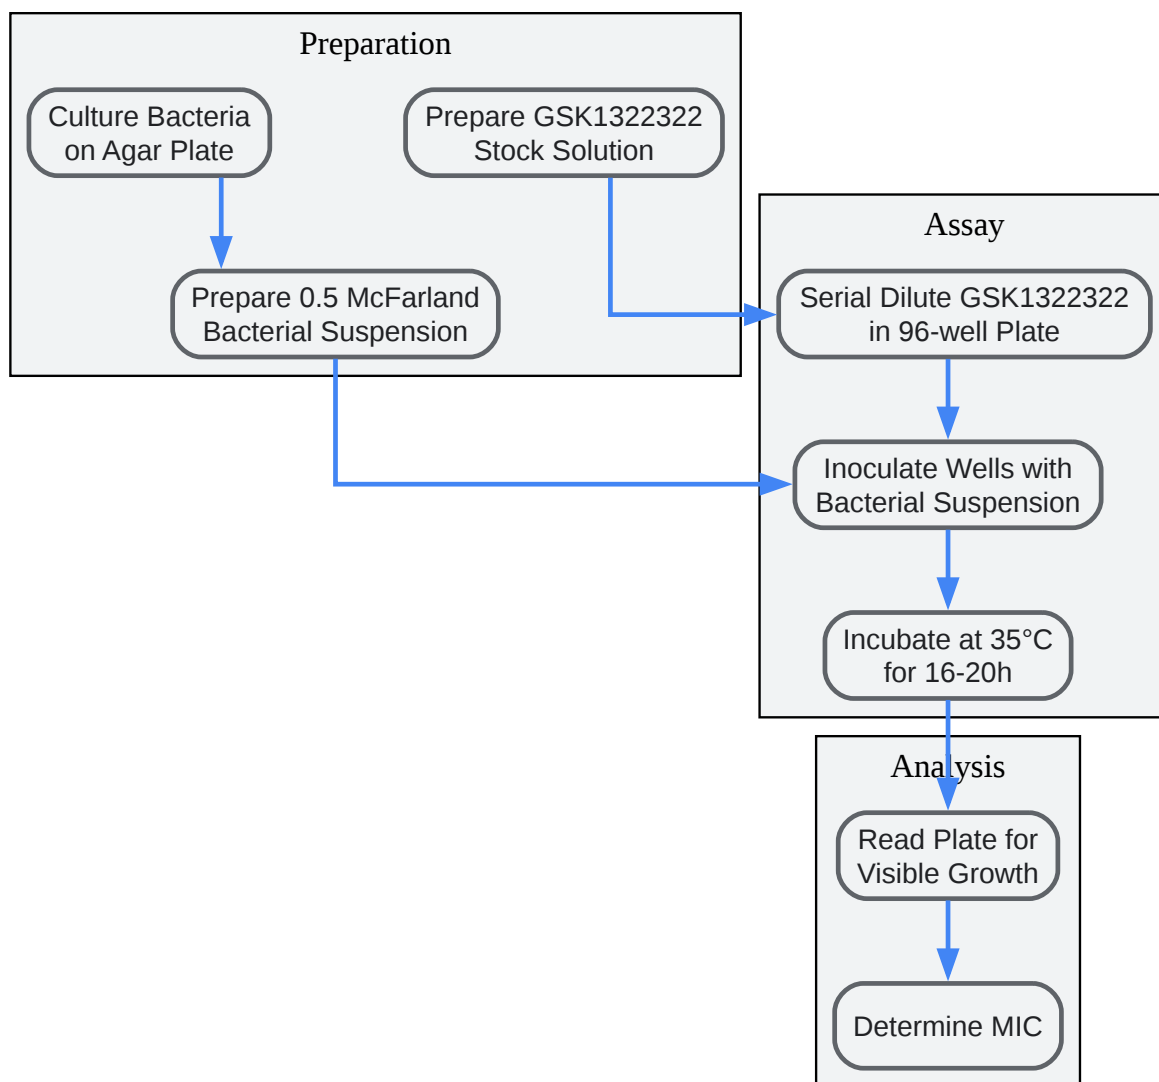 Preparation
Culture Bacteria
on Agar Plate
Prepare GSK1322322
Stock Solution
Prepare 0.5 McFarland
Bacterial Suspension
Assay
Serial Dilute GSK1322322
in 96-well Plate
Inoculate Wells with
Bacterial Suspension
Incubate at 35°C
for 16-20h
Analysis
Read Plate for
Visible Growth
Determine MIC